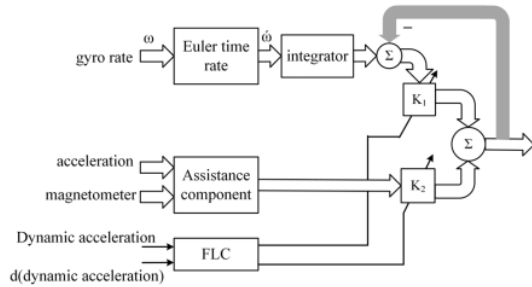 ω
gyro rate
Euler time
rate
ώ
integrator
Σ
−
K₁
Σ
acceleration
magnetometer
Assistance
component
K₂
Dynamic acceleration
d(dynamic acceleration)
FLC